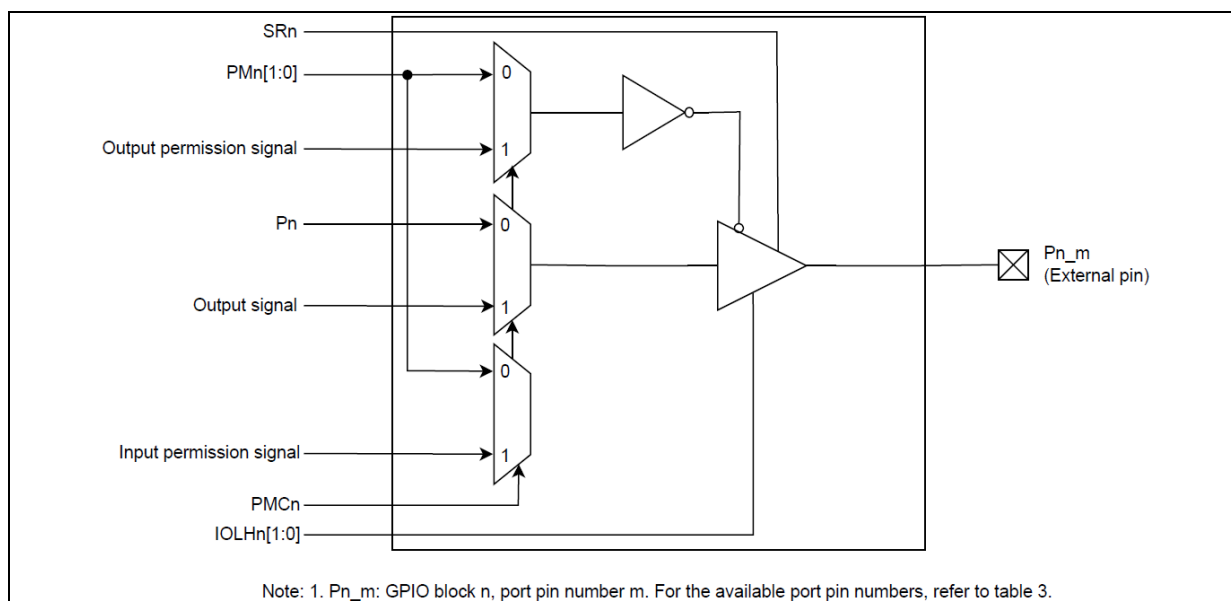 SRn
PMn[1:0]
0
Output permission signal
1
Pn
0
Pn_m
(External pin)
Output signal
1
0
Input permission signal
1
PMCn
IOLHn[1:0]
Note: 1. Pn_m: GPIO block n, port pin number m. For the available port pin numbers, refer to table 3.